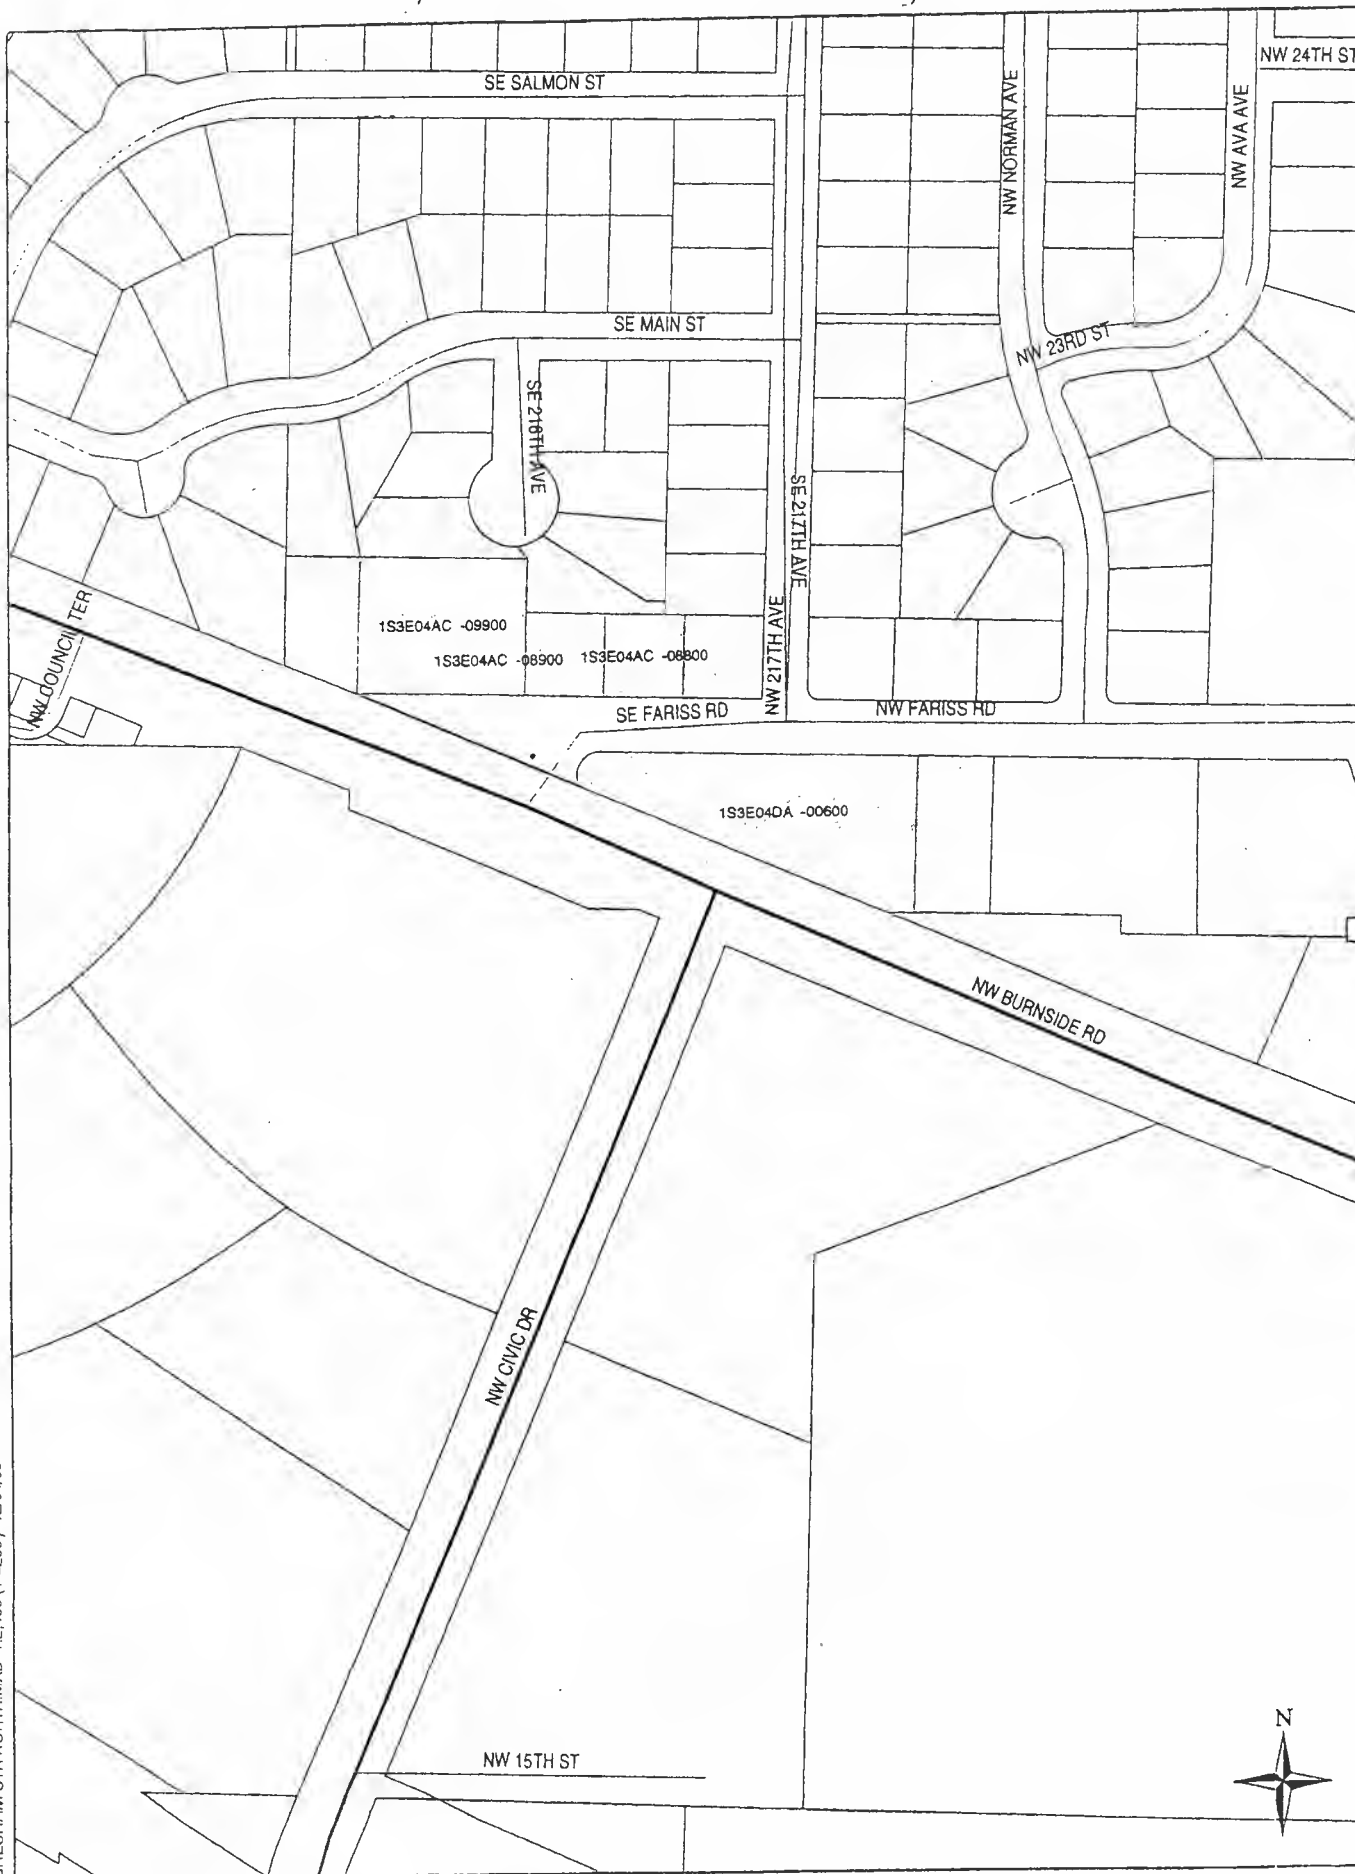 NW 24TH ST
SE SALMON ST
NW NORMAN AVE
NW AVA AVE
SE MAIN ST
NW 23RD ST
SE 216TH AVE
SE 217TH AVE
NW COUNCIL TER
1S3E04AC -09900
1S3E04AC -08900
1S3E04AC -08800
NW 217TH AVE
SE FARISS RD
NW FARISS RD
1S3E04DA -00600
NW BURNSIDE RD
NW CIVIC DR
NW 15TH ST
N